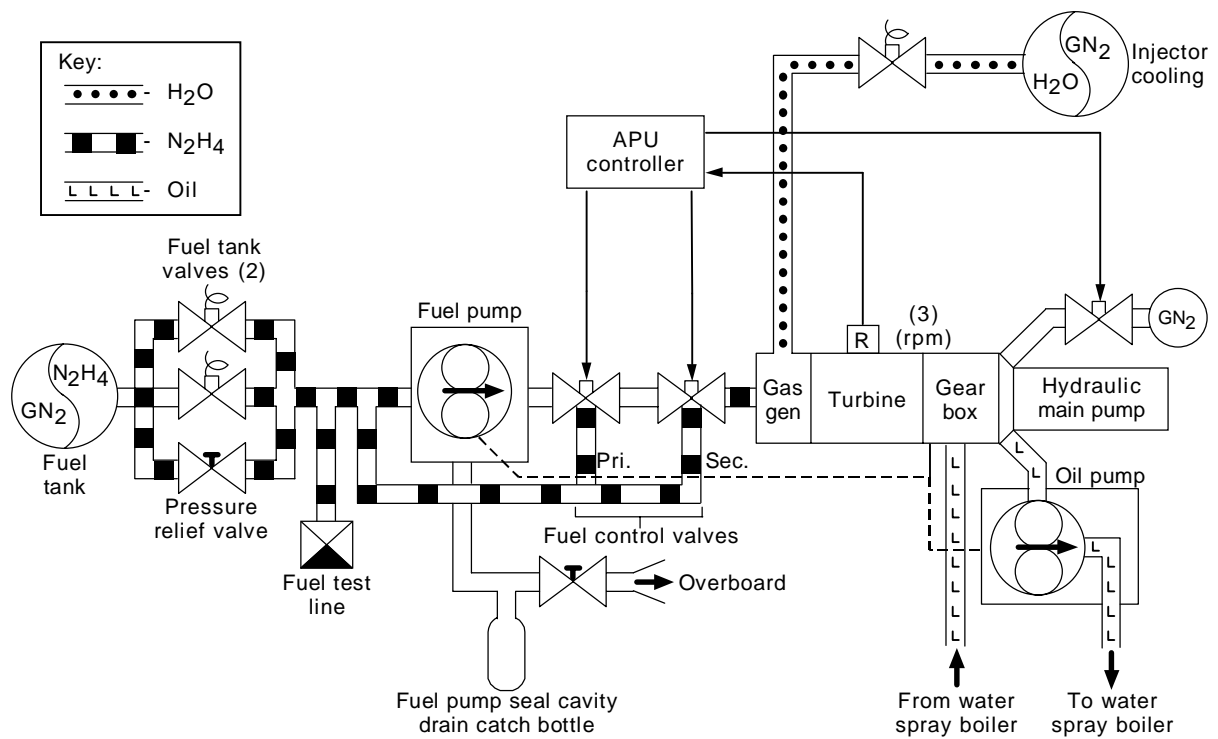 Key:
H2O
N2H4
Oil
GN2
H2O
Injector
cooling
APU
controller
Fuel tank
valves (2)
Fuel pump
(3)
(rpm)
R
GN2
N2H4
GN2
Fuel
tank
Gas
gen
Turbine
Gear
box
Hydraulic
main pump
Pri.
Sec.
Pressure
relief valve
Oil pump
Fuel control valves
Fuel test
line
Overboard
Fuel pump seal cavity
drain catch bottle
From water
spray boiler
To water
spray boiler